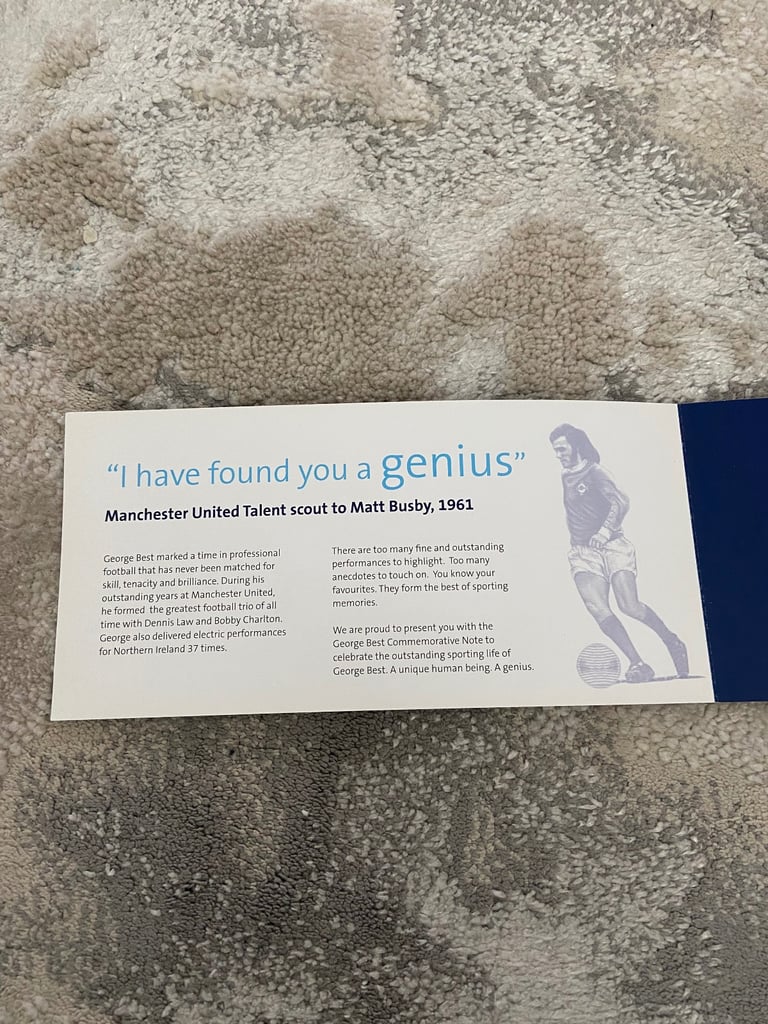 “I have found you a genius”
Manchester United Talent scout to Matt Busby, 1961
George Best marked a time in professional
football that has never been matched for
skill, tenacity and brilliance. During his
outstanding years at Manchester United,
he formed the greatest football trio of all
time with Dennis Law and Bobby Charlton.
George also delivered electric performances
for Northern Ireland 37 times.
There are too many fine and outstanding
performances to highlight. Too many
anecdotes to touch on. You know your
favourites. They form the best of sporting
memories.
We are proud to present you with the
George Best Commemorative Note to
celebrate the outstanding sporting life of
George Best. A unique human being. A genius.